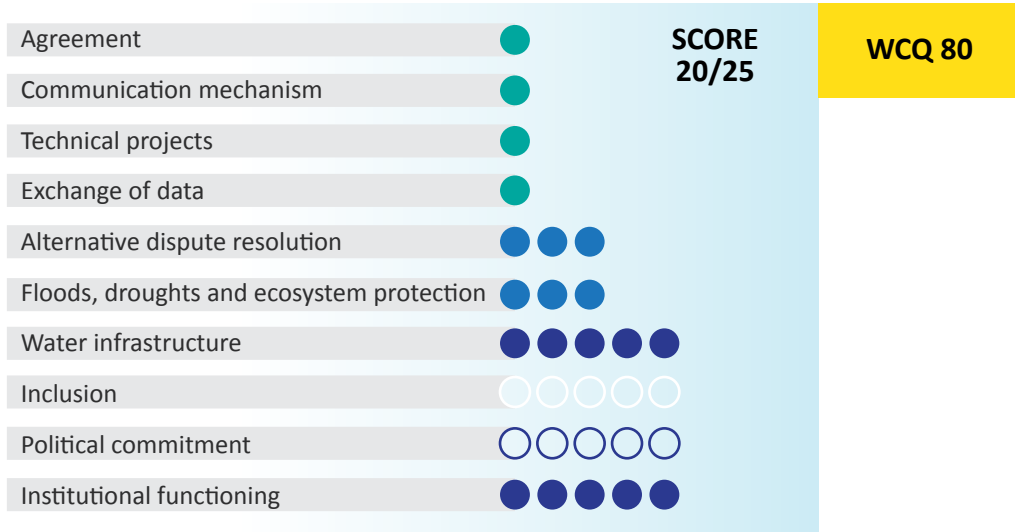 Agreement
Communication mechanism
Technical projects
Exchange of data
Alternative dispute resolution
Floods, droughts and ecosystem protection
Water infrastructure
Inclusion
Political commitment
Institutional functioning
SCORE
20/25
WCQ 80